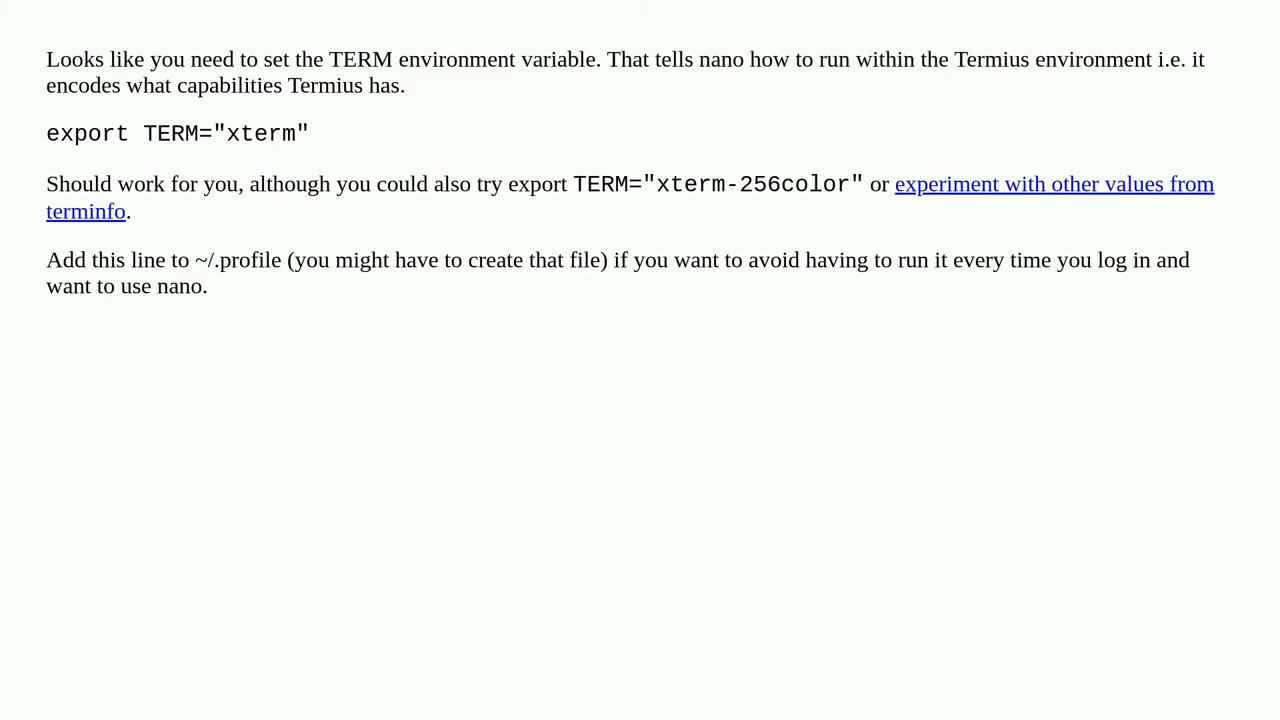 Looks like you need to set the TERM environment variable. That tells nano how to run within the Termius environment i.e. it
encodes what capabilities Termius has.
export TERM="xterm"
Should work for you, although you could also try export TERM="xterm-256color" or experiment with other values from
terminfo.
Add this line to ~/.profile (you might have to create that file) if you want to avoid having to run it every time you log in and
want to use nano.